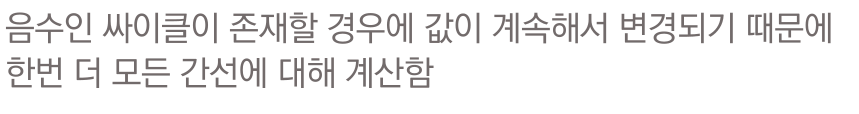 음수인 싸이클이 존재할 경우에 값이 계속해서 변경되기 때문에
한번 더 모든 간선에 대해 계산함